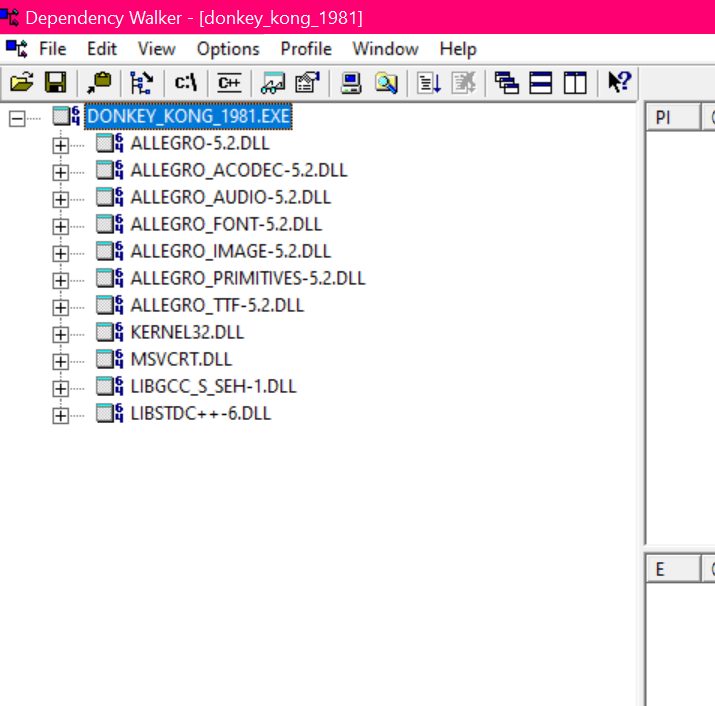 Dependency Walker - [donkey_kong_1981]
File Edit View Options Profile Window Help
c:\ C++
DONKEY_KONG_1981.EXE
PI
ALLEGRO-5.2.DLL
ALLEGRO_ACODEC-5.2.DLL
ALLEGRO_AUDIO-5.2.DLL
ALLEGRO_FONT-5.2.DLL
ALLEGRO_IMAGE-5.2.DLL
ALLEGRO_PRIMITIVES-5.2.DLL
ALLEGRO_TTF-5.2.DLL
KERNEL32.DLL
MSVCRT.DLL
LIBGCC_S_SEH-1.DLL
LIBSTDC++-6.DLL
E